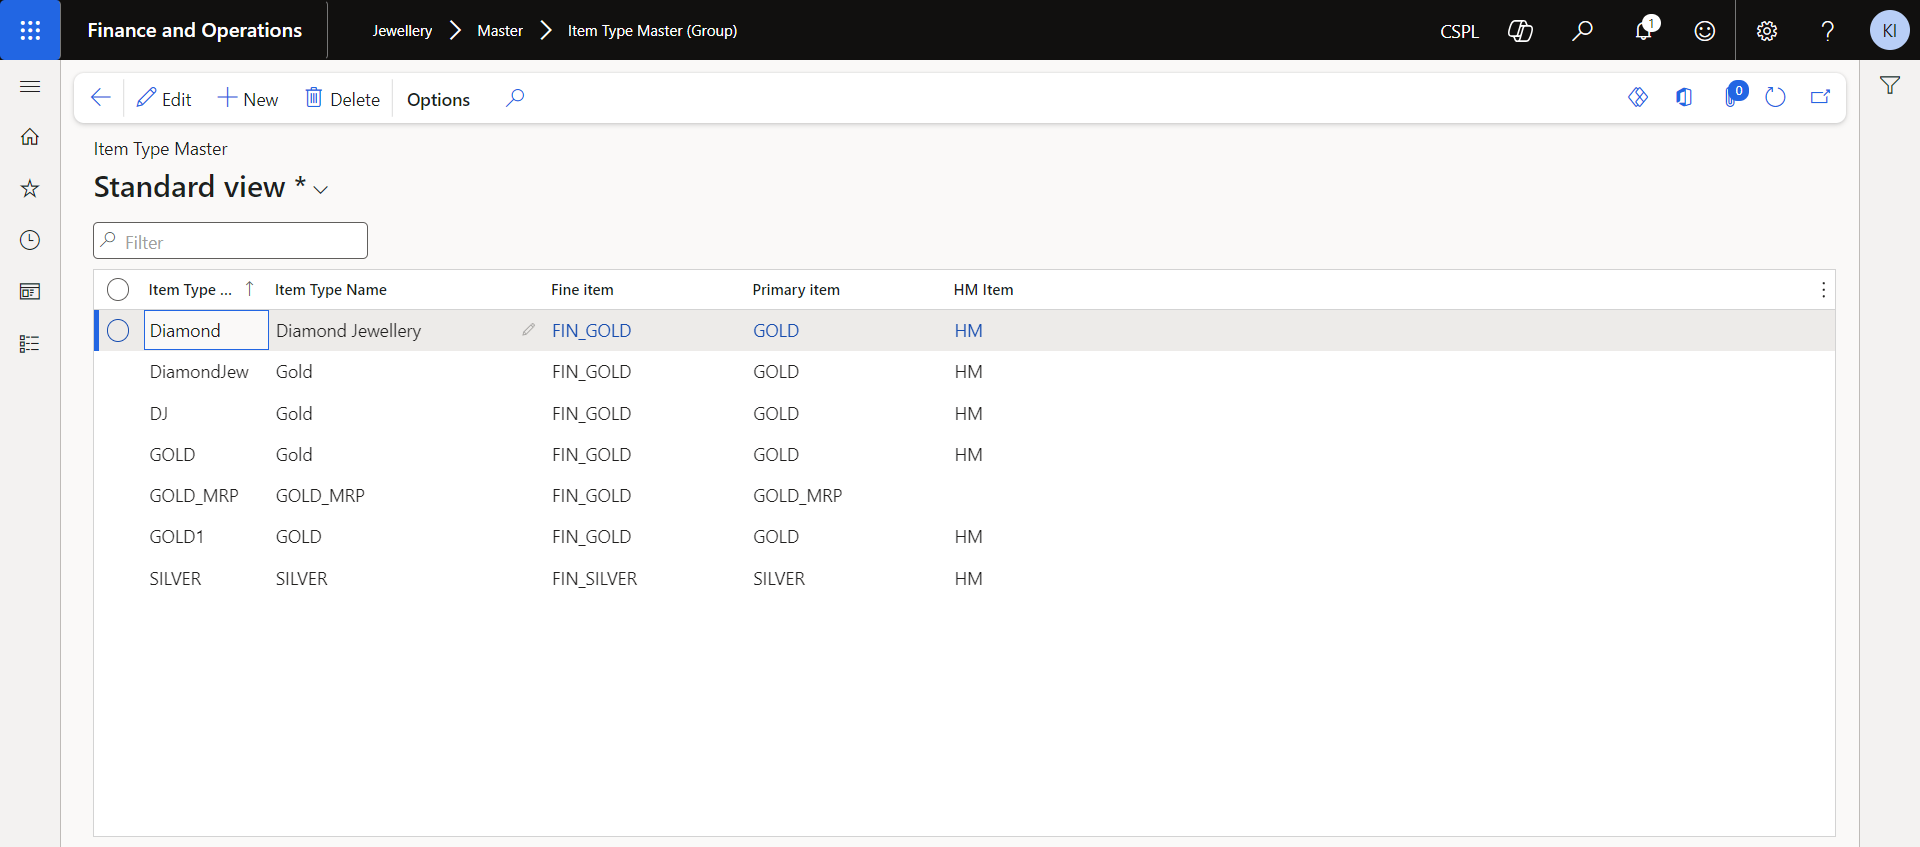 Finance and Operations
Jewellery > Master > Item Type Master (Group)
CSPL
1
?
KI
Edit
New
Delete
Options
0
Item Type Master
Standard view *
Filter
Item Type ... ↑ Item Type Name Fine item Primary item HM Item
Diamond Diamond Jewellery FIN_GOLD GOLD HM
DiamondJew Gold FIN_GOLD GOLD HM
DJ Gold FIN_GOLD GOLD HM
GOLD Gold FIN_GOLD GOLD HM
GOLD_MRP GOLD_MRP FIN_GOLD GOLD_MRP
GOLD1 GOLD FIN_GOLD GOLD HM
SILVER SILVER FIN_SILVER SILVER HM